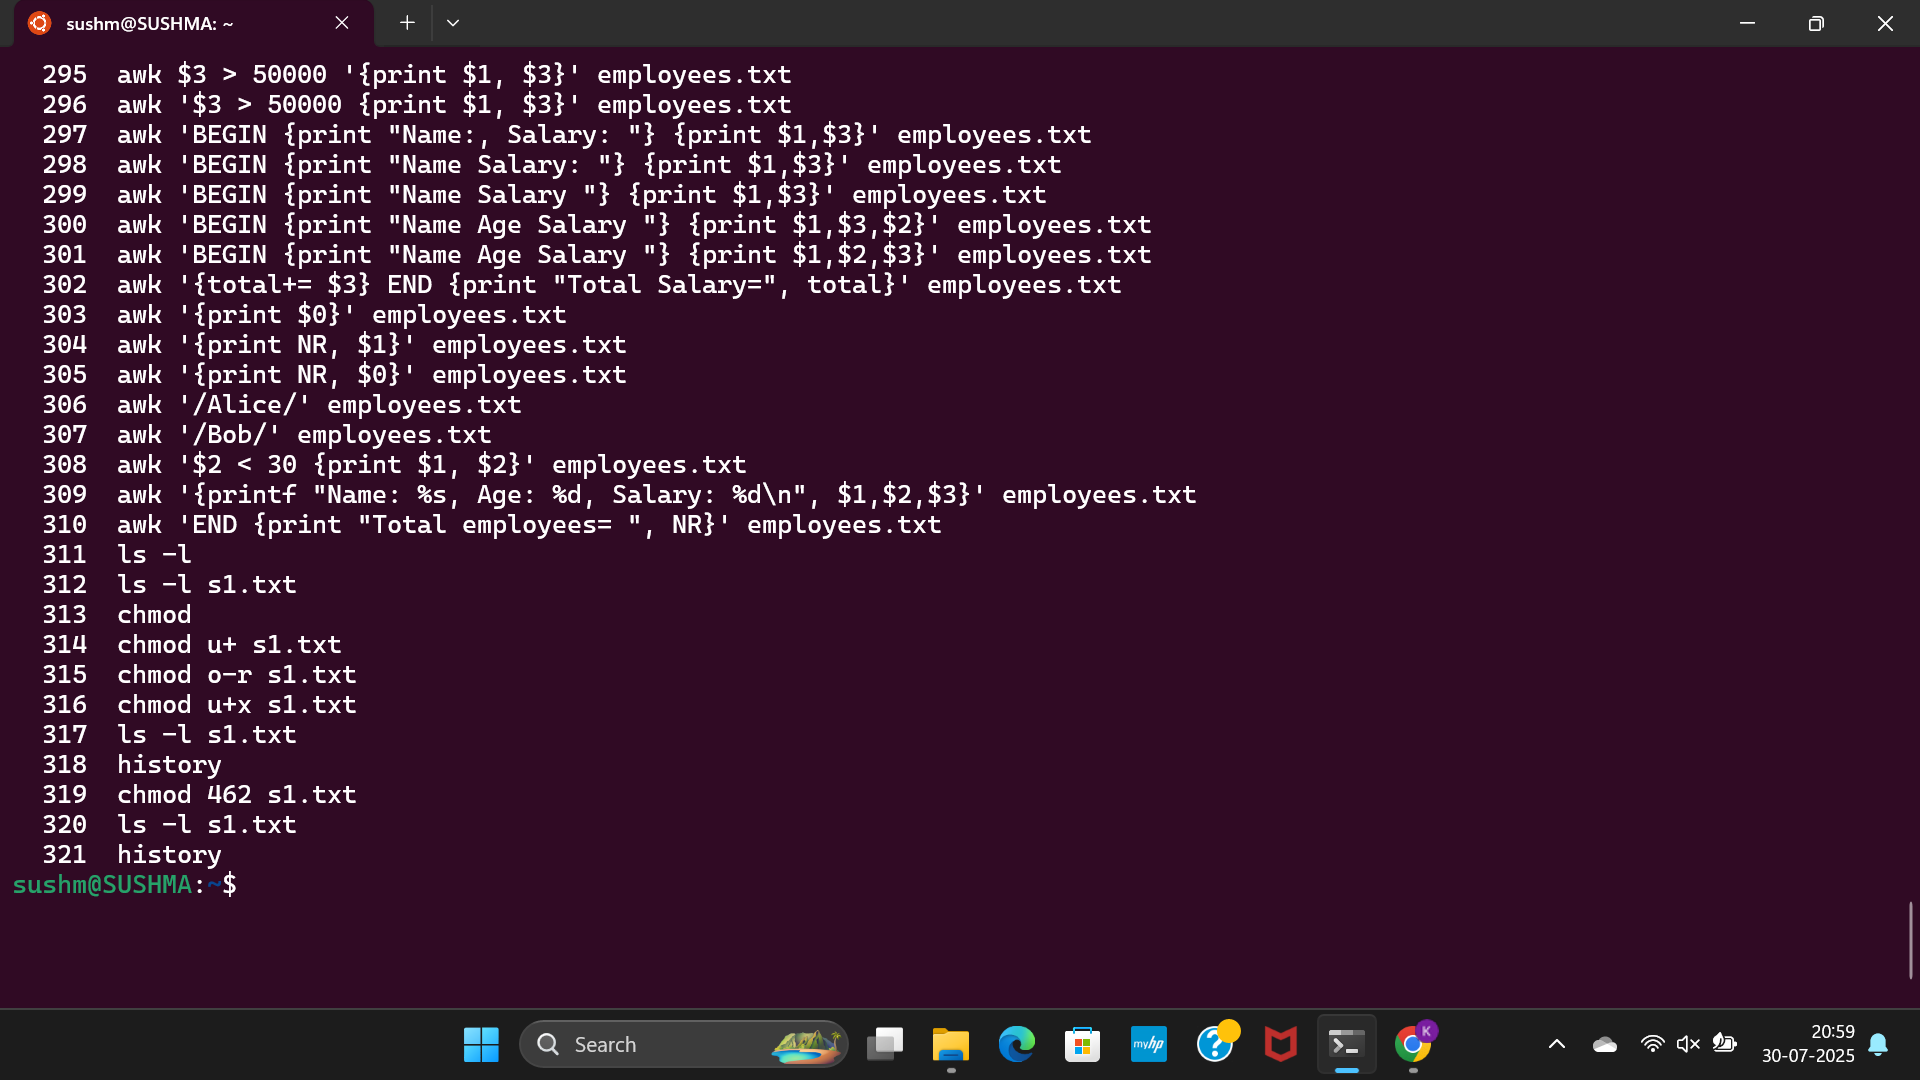 sushm@SUSHMA: ~
295 awk $3 > 50000 '{print $1, $3}' employees.txt
296 awk '$3 > 50000 {print $1, $3}' employees.txt
297 awk 'BEGIN {print "Name:, Salary: "} {print $1,$3}' employees.txt
298 awk 'BEGIN {print "Name Salary: "} {print $1,$3}' employees.txt
299 awk 'BEGIN {print "Name Salary "} {print $1,$3}' employees.txt
300 awk 'BEGIN {print "Name Age Salary "} {print $1,$3,$2}' employees.txt
301 awk 'BEGIN {print "Name Age Salary "} {print $1,$2,$3}' employees.txt
302 awk '{total+= $3} END {print "Total Salary=", total}' employees.txt
303 awk '{print $0}' employees.txt
304 awk '{print NR, $1}' employees.txt
305 awk '{print NR, $0}' employees.txt
306 awk '/Alice/' employees.txt
307 awk '/Bob/' employees.txt
308 awk '$2 < 30 {print $1, $2}' employees.txt
309 awk '{printf "Name: %s, Age: %d, Salary: %d\n", $1,$2,$3}' employees.txt
310 awk 'END {print "Total employees= ", NR}' employees.txt
311 ls -l
312 ls -l s1.txt
313 chmod
314 chmod u+ s1.txt
315 chmod o-r s1.txt
316 chmod u+x s1.txt
317 ls -l s1.txt
318 history
319 chmod 462 s1.txt
320 ls -l s1.txt
321 history
sushm@SUSHMA:~$
Search
myhp
K
20:59
30-07-2025